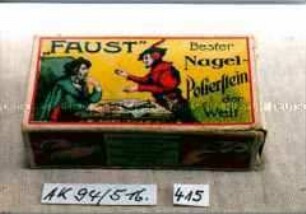 "FAUST"
Bester
Nagel-
Polierstein
der
Welt
AK 94/516.
415